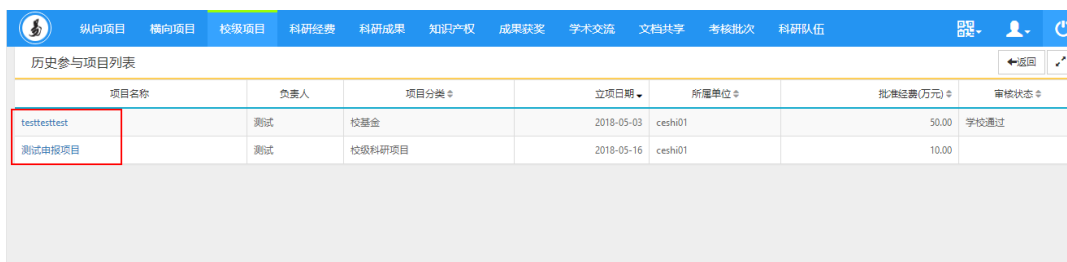 纵向项目 横向项目 校级项目 科研经费 科研成果 知识产权 成果获奖 学术交流 文档共享 考核批次 科研队伍
历史参与项目列表 返回
项目名称 负责人 项目分类 立项日期 所属单位 批准经费(万元) 审核状态
testtesttest 测试 校基金 2018-05-03 ceshi01 50.00 学校通过
测试申报项目 测试 校级科研项目 2018-05-16 ceshi01 10.00